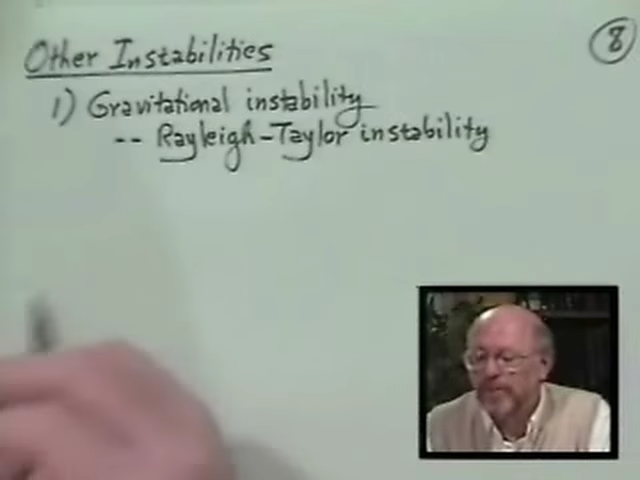 Other Instabilities
8
1) Gravitational instability
-- Rayleigh-Taylor instability